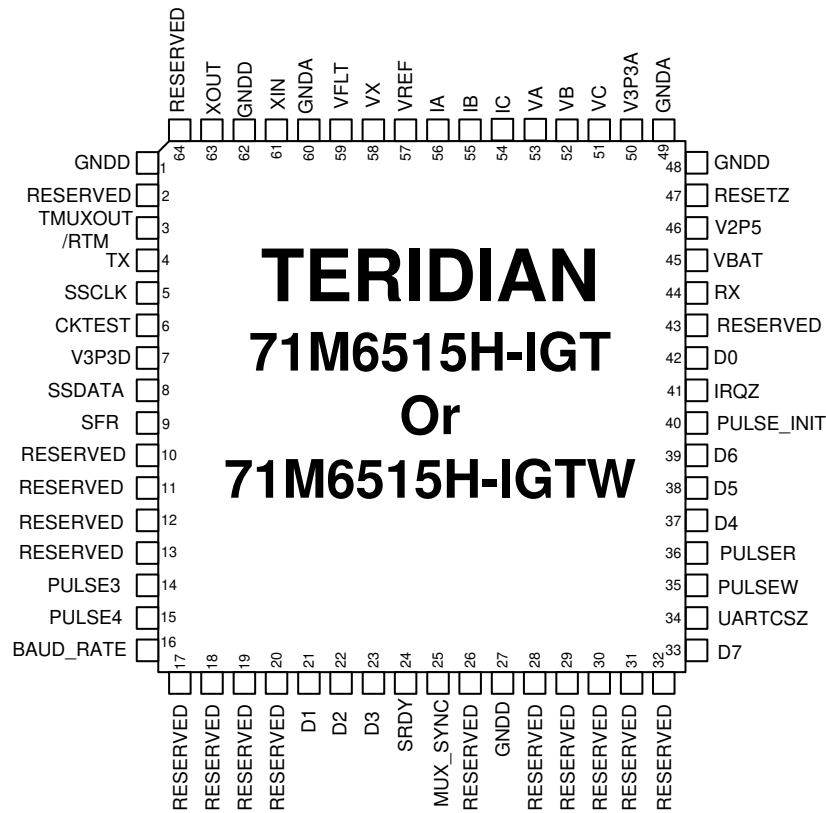 RESERVED
XOUT
GNDD
XIN
GNDA
VFLT
VX
VREF
IA
IB
IC
VA
VB
VC
V3P3A
GNDA
64
63
62
61
60
59
58
57
56
55
54
53
52
51
50
49
GNDD 1
RESERVED 2
TMUXOUT
/RTM 3
TX 4
SSCLK 5
CKTEST 6
V3P3D 7
SSDATA 8
SFR 9
RESERVED 10
RESERVED 11
RESERVED 12
RESERVED 13
PULSE3 14
PULSE4 15
BAUD_RATE 16
TERIDIAN
71M6515H-IGT
Or
71M6515H-IGTW
48 GNDD
47 RESETZ
46 V2P5
45 VBAT
44 RX
43 RESERVED
42 D0
41 IRQZ
40 PULSE_INIT
39 D6
38 D5
37 D4
36 PULSER
35 PULSEW
34 UARTCSZ
33 D7
17
18
19
20
21
22
23
24
25
26
27
28
29
30
31
32
RESERVED
RESERVED
RESERVED
RESERVED
D1
D2
D3
SRDY
MUX_SYNC
RESERVED
GNDD
RESERVED
RESERVED
RESERVED
RESERVED
RESERVED